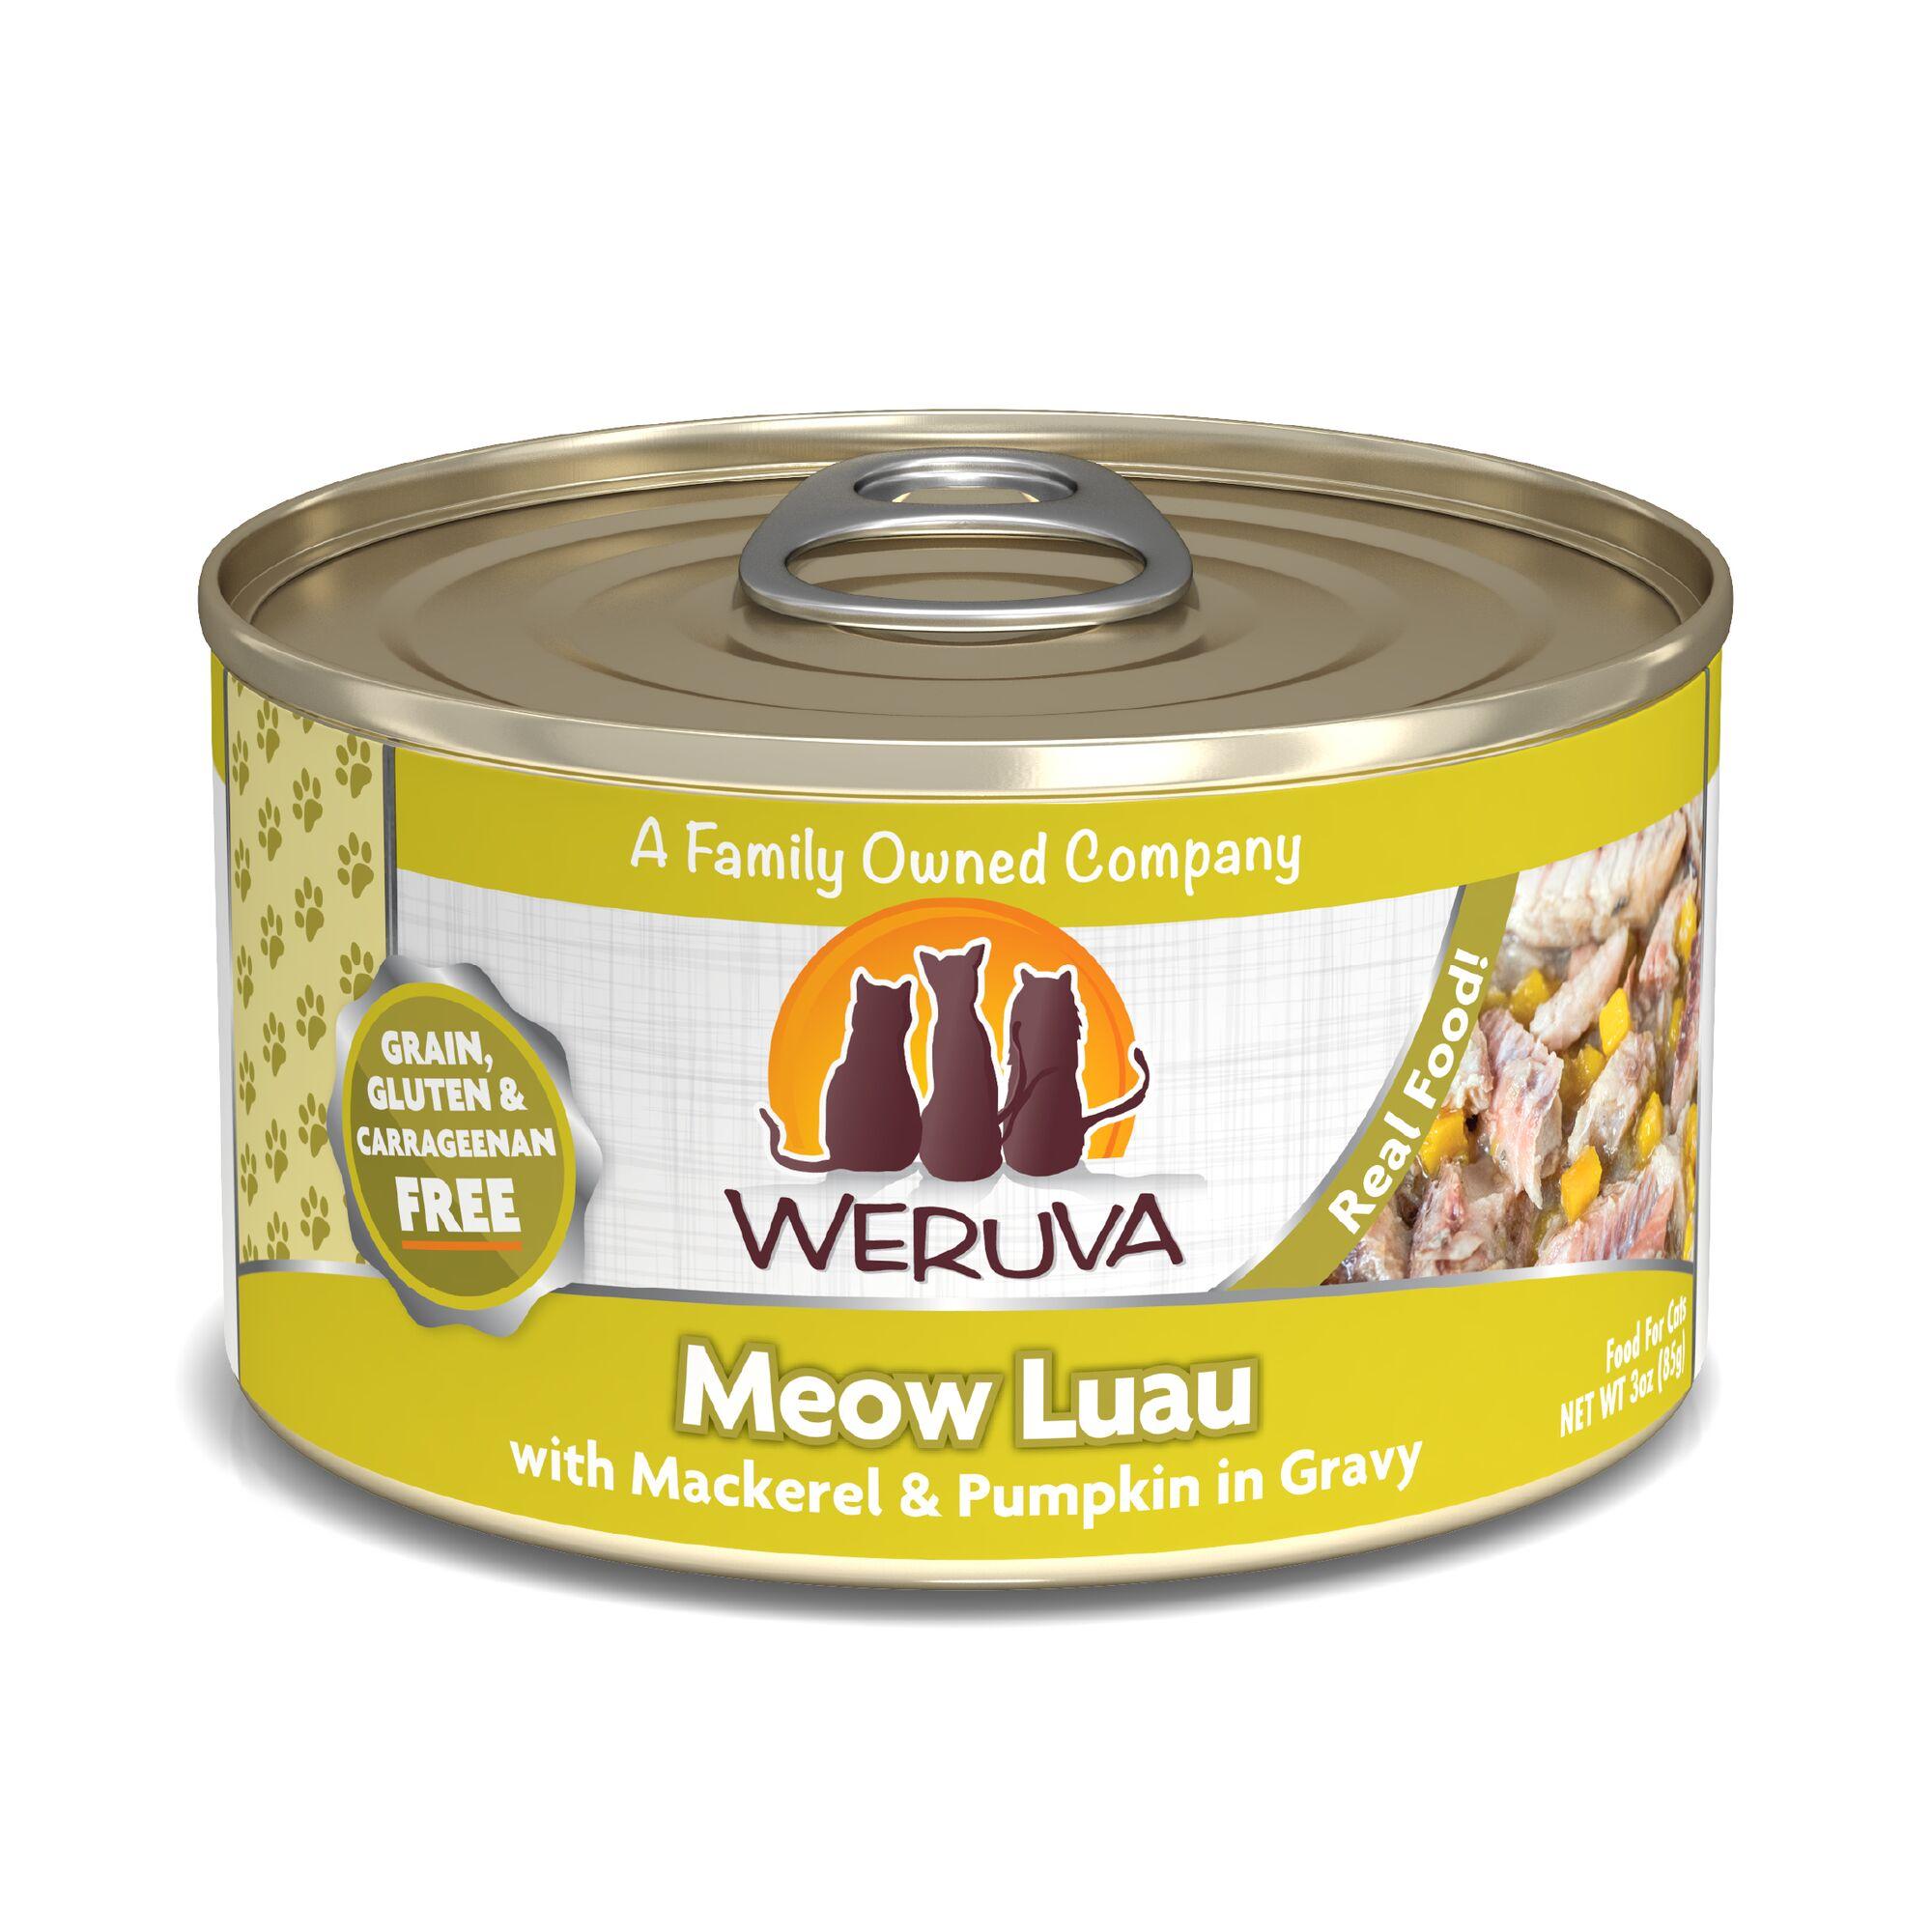 A Family Owned Company
GRAIN,
GLUTEN &
CARRAGEENAN
FREE
WERUVA
Real Food!
Meow Luau
with Mackerel & Pumpkin in Gravy
Food For Cats
NET WT 3oz (85g)